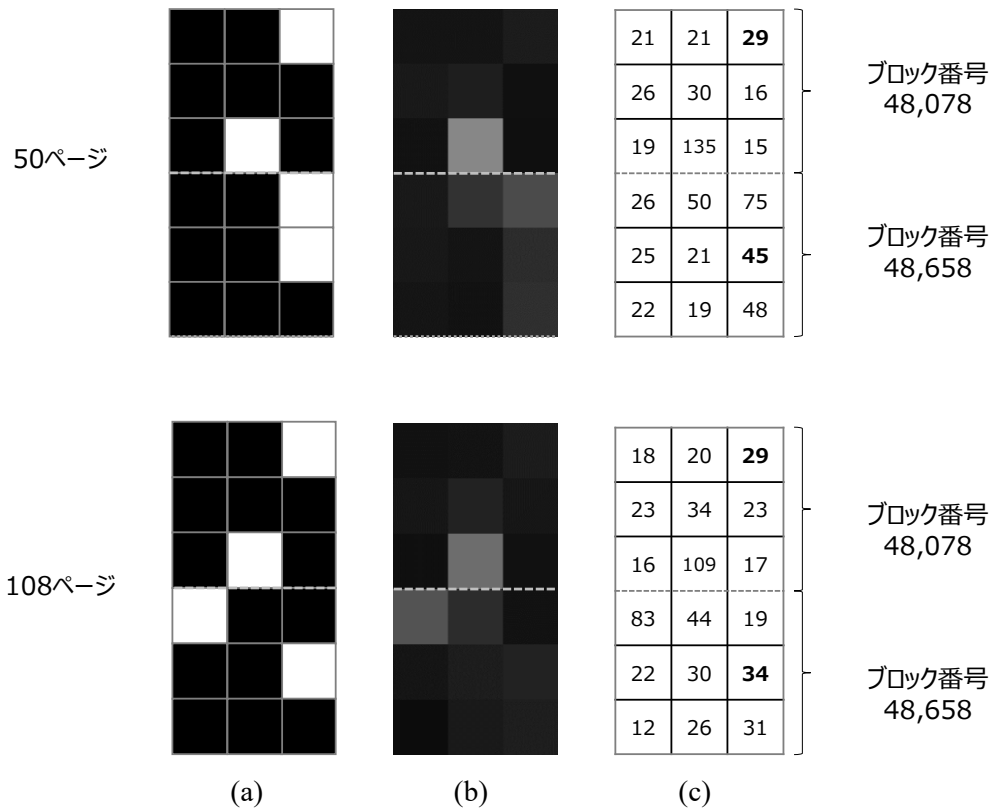 50ページ
21 21 29
26 30 16
19 135 15
26 50 75
25 21 45
22 19 48
ブロック番号
48,078
ブロック番号
48,658
108ページ
18 20 29
23 34 23
16 109 17
83 44 19
22 30 34
12 26 31
ブロック番号
48,078
ブロック番号
48,658
(a) (b) (c)